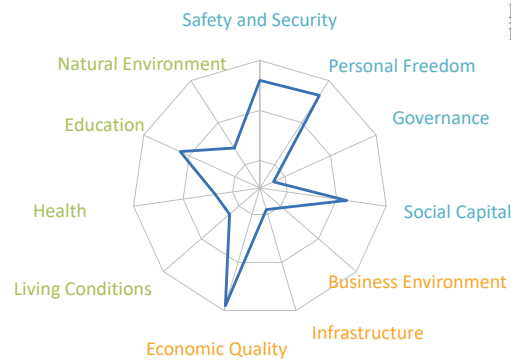 Safety and Security
Natural Environment
Personal Freedom
Education
Governance
Health
Social Capital
Living Conditions
Business Environment
Infrastructure
Economic Quality